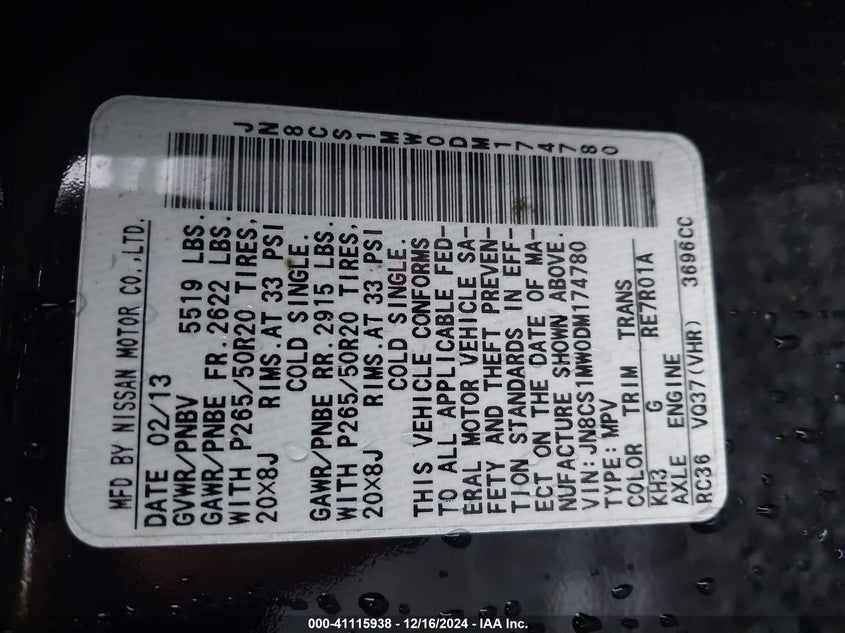 MFD BY NISSAN MOTOR CO.,LTD.
DATE 02/13
GVWR/PNBV 5519 LBS.
GAWR/PNBE FR.2622 LBS.
WITH P265/50R20 TIRES,
20X8J RIMS.AT 33 PSI
COLD SINGLE.
GAWR/PNBE RR.2915 LBS.
WITH P265/50R20 TIRES,
20X8J RIMS.AT 33 PSI
COLD SINGLE.
THIS VEHICLE CONFORMS
TO ALL APPLICABLE FED-
ERAL MOTOR VEHICLE SA-
FETY AND THEFT PREVEN-
TION STANDARDS IN EFF-
ECT ON THE DATE OF MA-
NUFACTURE SHOWN ABOVE.
VIN:JN8CS1MW0DM174780
TYPE:MPV
COLOR TRIM TRANS
KH3 G RE7R01A
AXLE ENGINE
RC36 VQ37(VHR) 3696CC
JN8CS1MW0DM174780
000-41115938 - 12/16/2024 - IAA Inc.